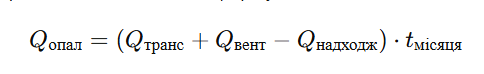 Qопал = (Qтранс + Qвент − Qнадходж) · tмісяця